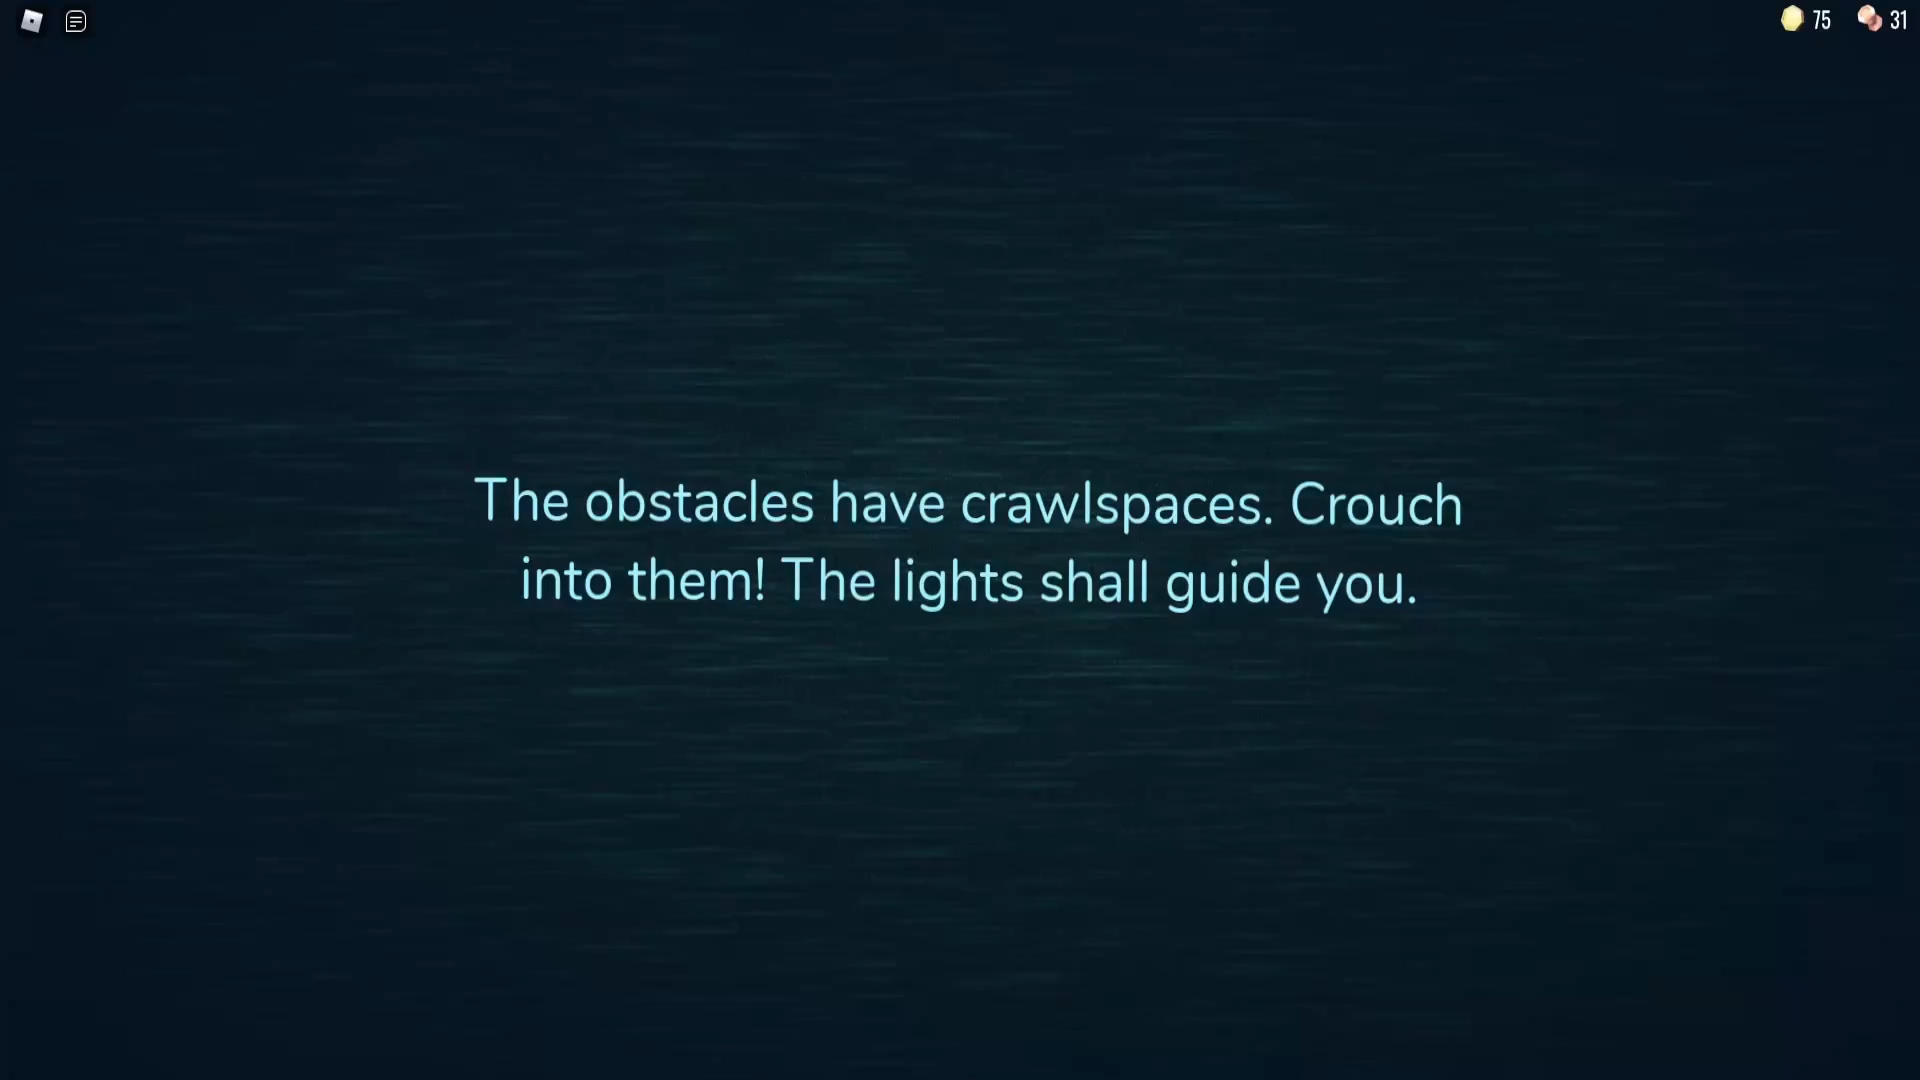 75 31
The obstacles have crawlspaces. Crouch
into them! The lights shall guide you.